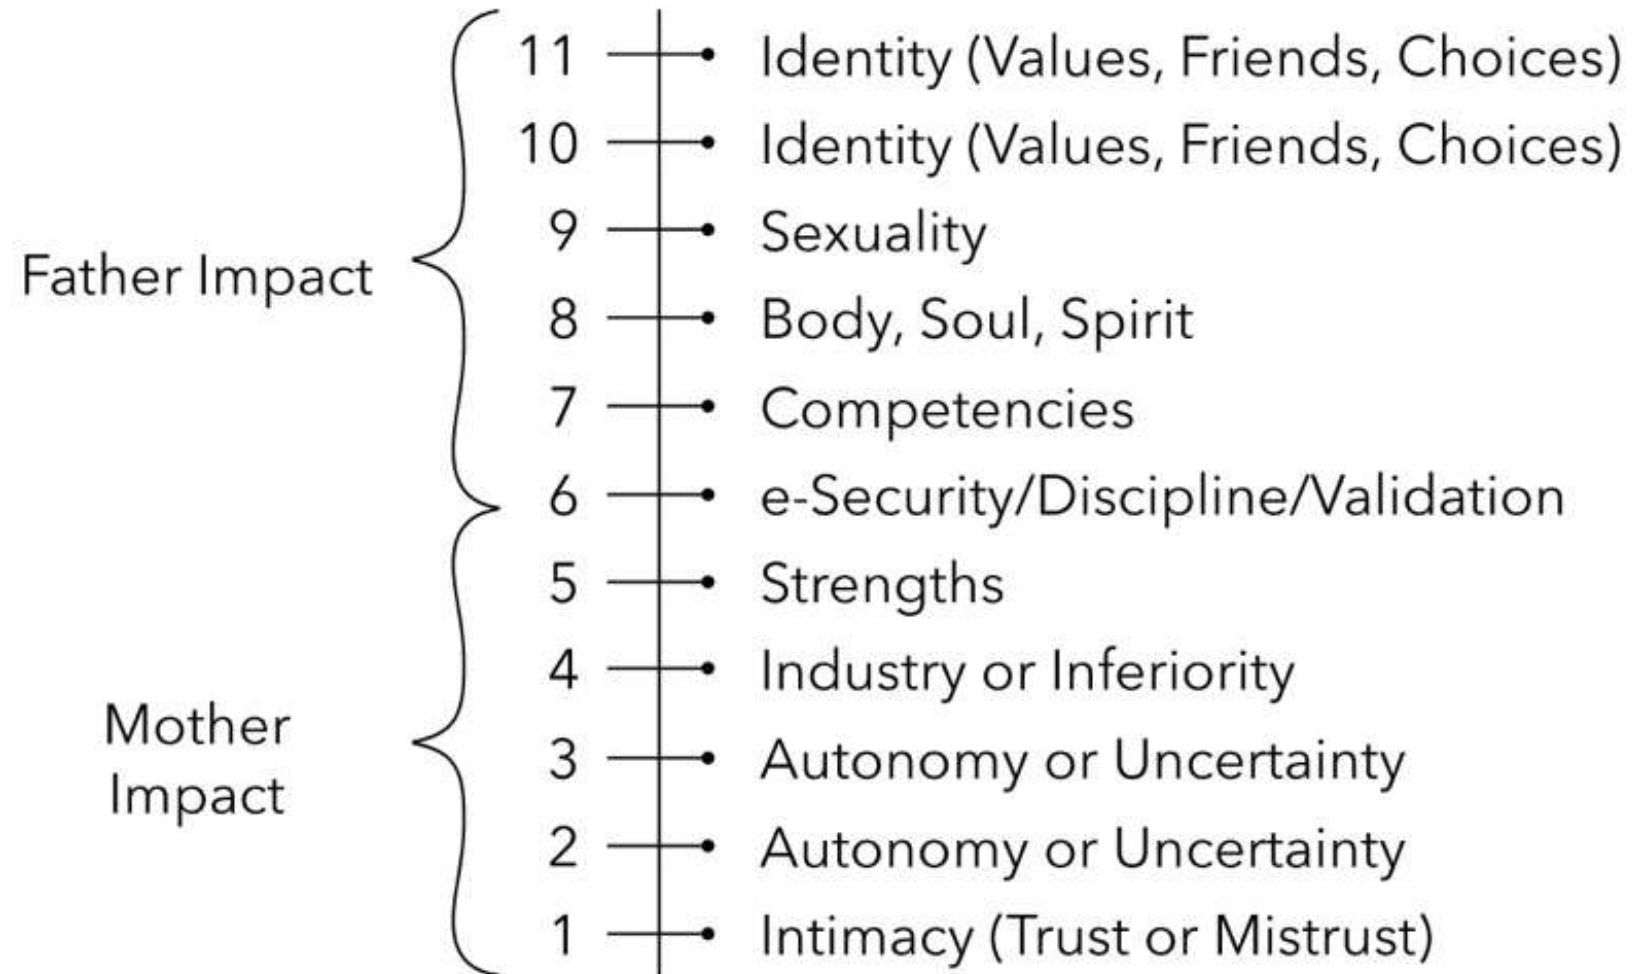 11 Identity (Values, Friends, Choices)
10 Identity (Values, Friends, Choices)
9 Sexuality
Father Impact
8 Body, Soul, Spirit
7 Competencies
6 e-Security/Discipline/Validation
5 Strengths
4 Industry or Inferiority
Mother
Impact
3 Autonomy or Uncertainty
2 Autonomy or Uncertainty
1 Intimacy (Trust or Mistrust)